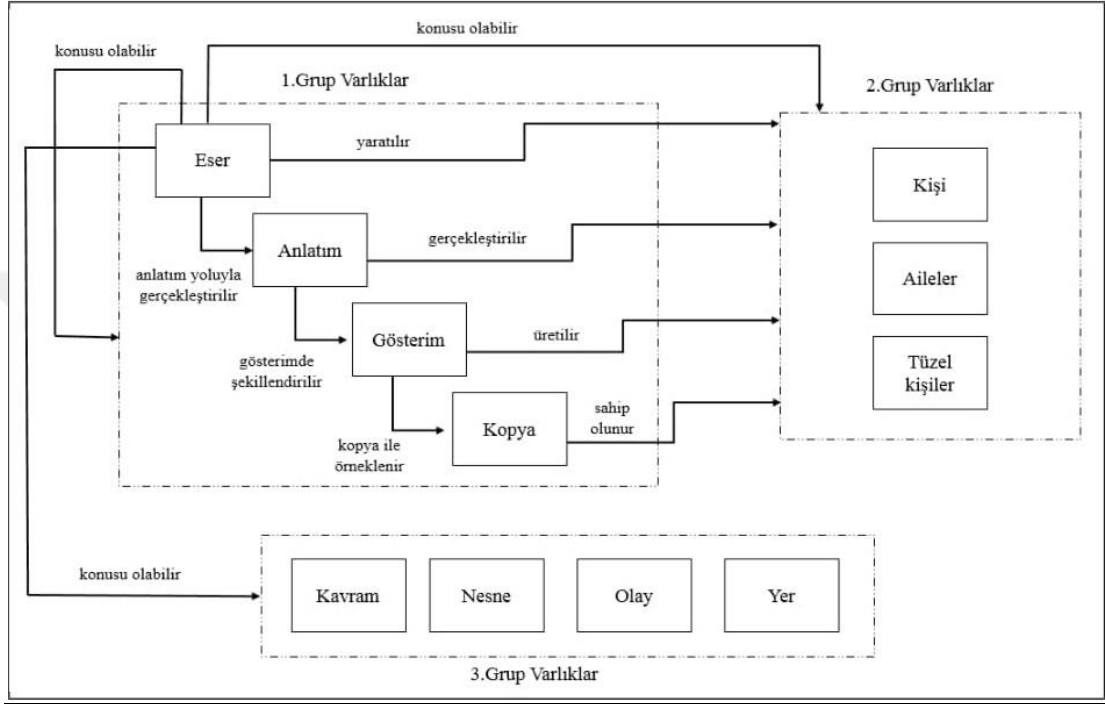 konusu olabilir
konusu olabilir
1.Grup Varlıklar
2.Grup Varlıklar
Eser
yaratılır
Kişi
Anlatım
gerçekleştirilir
anlatım yoluyla
gerçekleştirilir
Aileler
Gösterim
üretilir
gösterimde
şekillendirilir
Tüzel
kişiler
Kopya
sahip
olunur
kopya ile
örneklenir
konusu olabilir
Kavram
Nesne
Olay
Yer
3.Grup Varlıklar